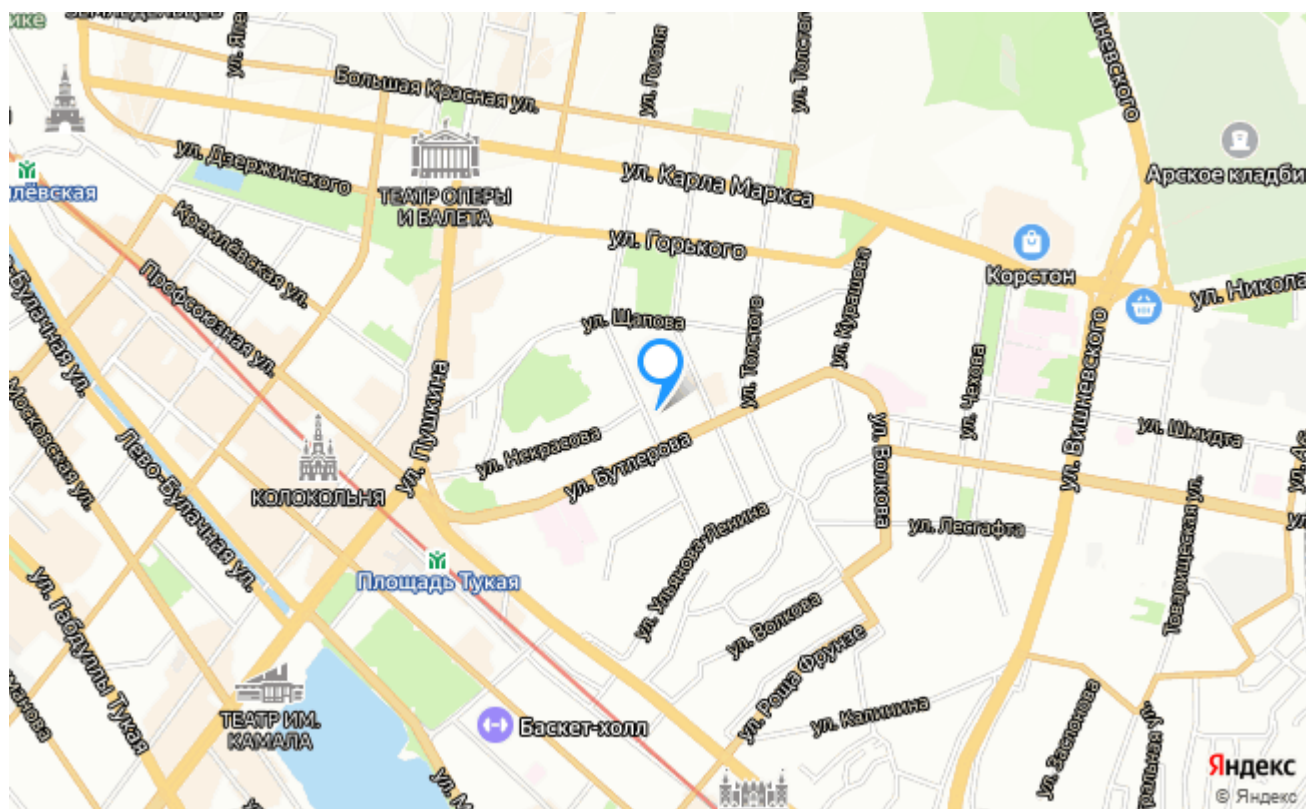 ул. Гоголя
ул. Толстого
Большая Красная ул.
ул. Дзержинского
ТЕАТР ОПЕРЫ
И БАЛЕТА
ул. Карла Маркса
Арское кладби
лёвская
Кремлёвская ул.
ул. Горького
Корстон
ул. Никола
Профсоюзная ул.
ул. Щапова
ул. Курашова
ул. Толстого
ул. Чехова
ул. Вишневского
ул. Шмидта
Московская ул.
Лево-Булачная ул.
ул. Пушкина
ул. Некрасова
ул. Бутлерова
ул. Волкова
КОЛОКОЛЬНЯ
ул. Лесгафта
Товарищеская ул.
Площадь Тукая
ул. Ульянова-Ленина
ул. Волкова
ул. Роща Фрунзе
ул. Габдуллы Тукая
ул. Калинина
ул. Заслонова
ТЕАТР ИМ.
КАМАЛА
Баскет-холл
Яндекс
© Яндекс